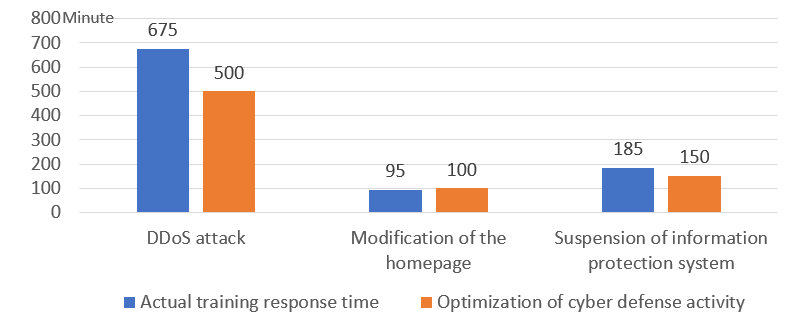 800 Minute
700
600
500
400
300
200
100
0
675
500
95
100
185
150
DDoS attack
Modification of the
homepage
Suspension of information
protection system
Actual training response time
Optimization of cyber defense activity